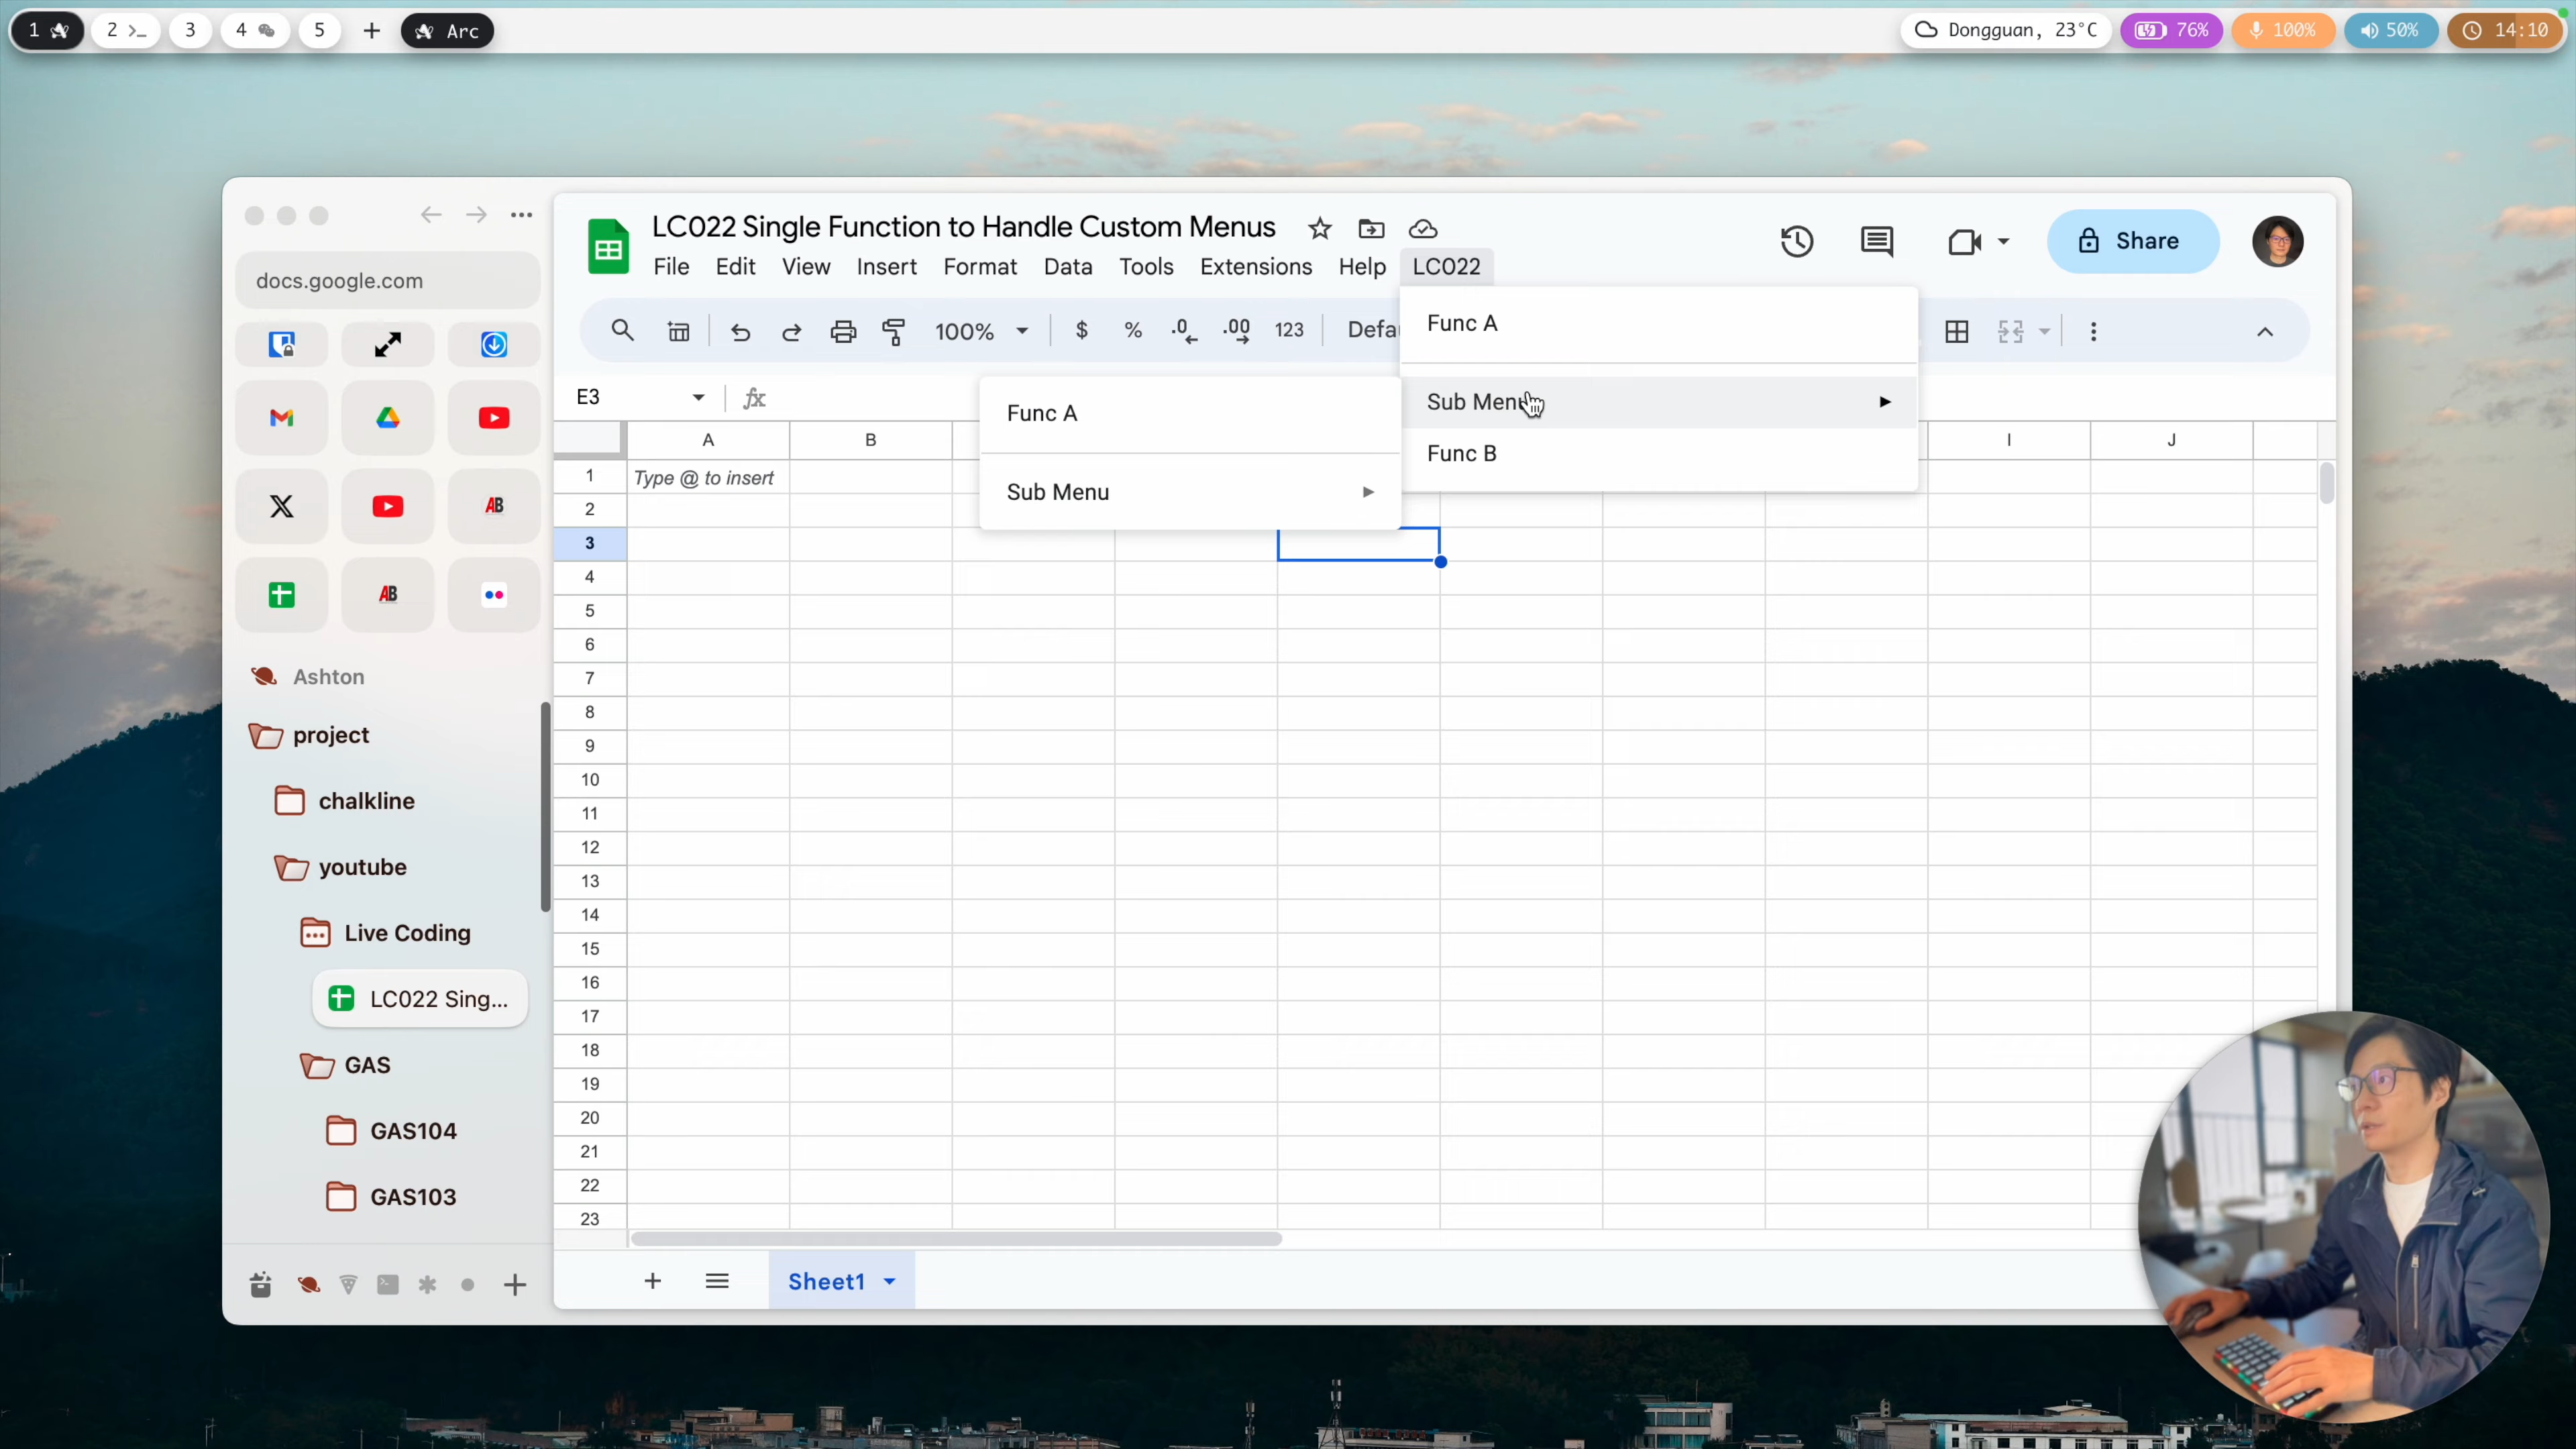 1
2
3
4
5
+
Arc
Dongguan, 23°C
76%
100%
50%
14:10
docs.google.com
Ashton
project
chalkline
youtube
Live Coding
LC022 Sing...
GAS
GAS104
GAS103
LC022 Single Function to Handle Custom Menus
Share
File Edit View Insert Format Data Tools Extensions Help LC022
100% $ % .0 .00 123 Defa
E3 fx
Func A
Sub Menu
Func B
Func A
Sub Menu
A B I J
1 Type @ to insert
2
3
4
5
6
7
8
9
10
11
12
13
14
15
16
17
18
19
20
21
22
23
Sheet1